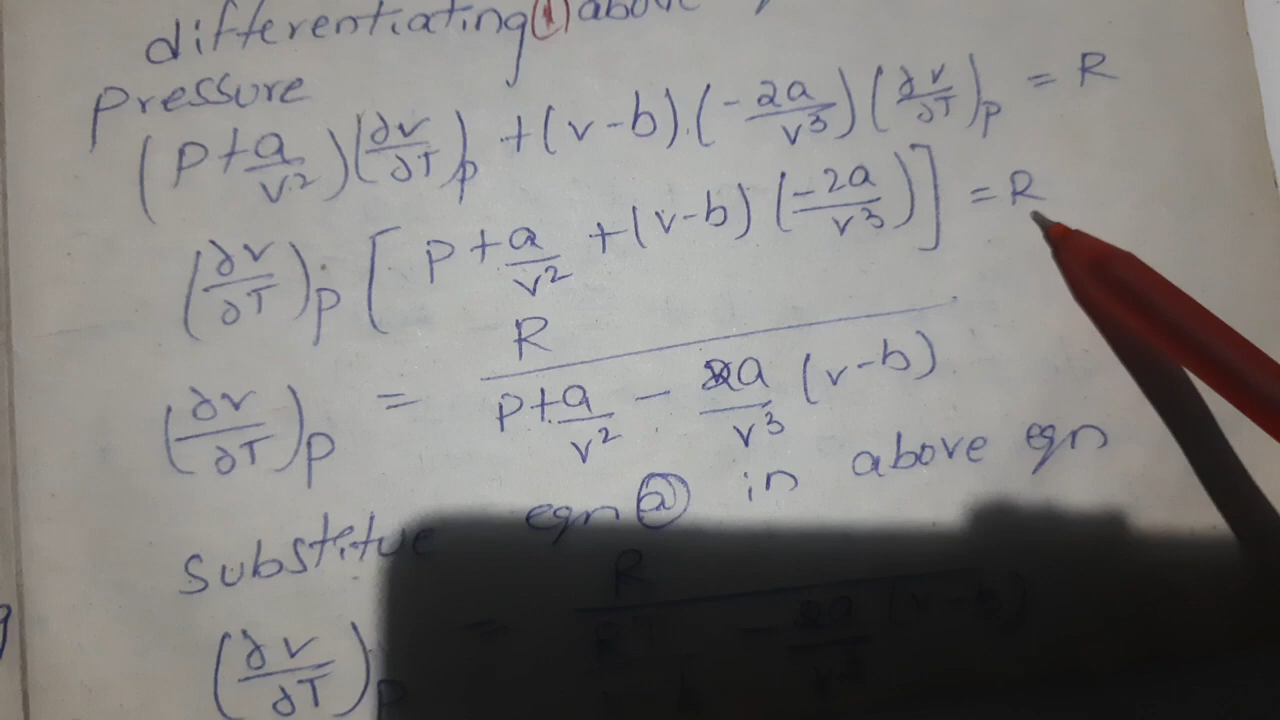 differentiating (1) above
pressure
(P+a/v²)(∂v/∂T)p +(v-b).(-2a/v³)(∂v/∂T)p = R
(∂v/∂T)p [P+a/v² +(v-b)(-2a/v³)] =R
(∂v/∂T)p = R/(P+a/v² - 2a/v³ (v-b))
substitue eqn (2) in above eqn
(∂v/∂T)p = R